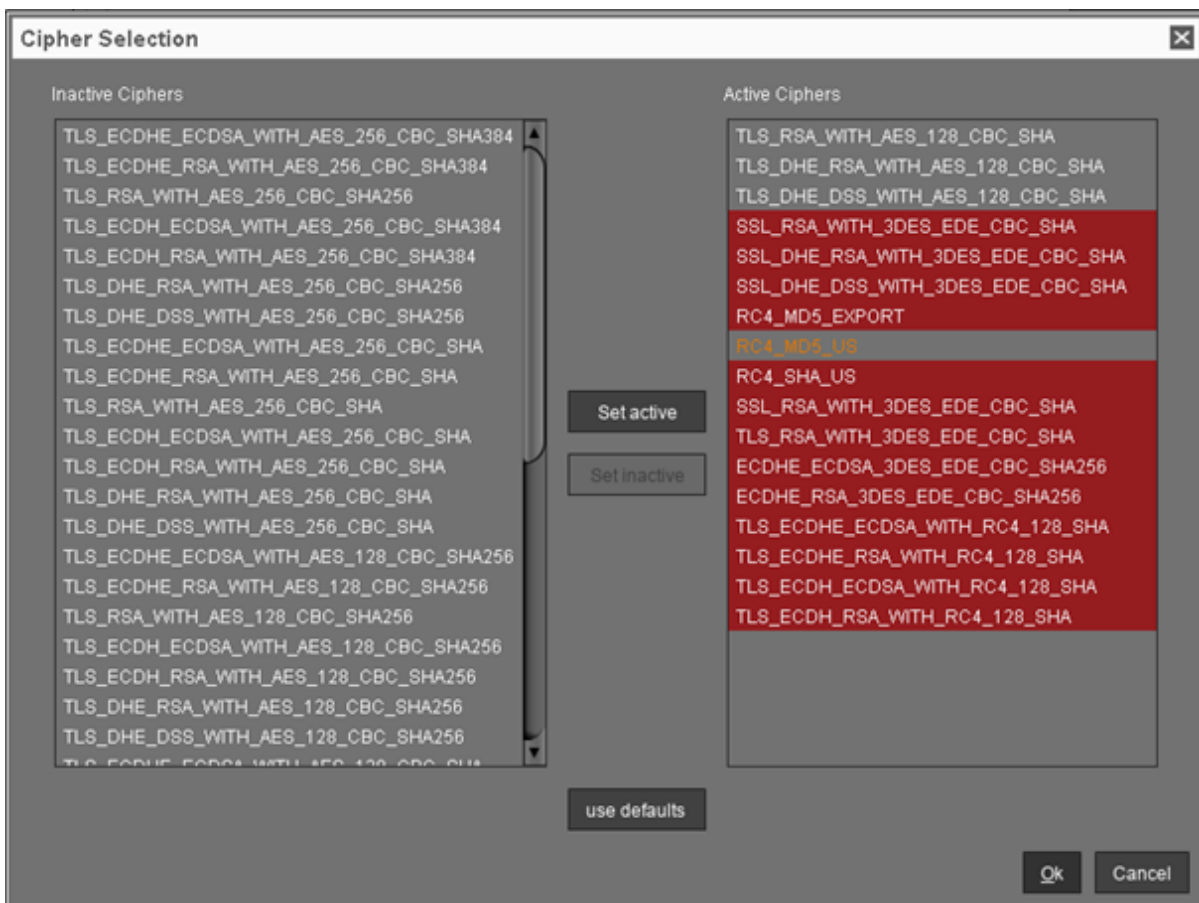 Cipher Selection
Inactive Ciphers
TLS_ECDHE_ECDSA_WITH_AES_256_CBC_SHA384
TLS_ECDHE_RSA_WITH_AES_256_CBC_SHA384
TLS_RSA_WITH_AES_256_CBC_SHA256
TLS_ECDH_ECDSA_WITH_AES_256_CBC_SHA384
TLS_ECDH_RSA_WITH_AES_256_CBC_SHA384
TLS_DHE_RSA_WITH_AES_256_CBC_SHA256
TLS_DHE_DSS_WITH_AES_256_CBC_SHA256
TLS_ECDHE_ECDSA_WITH_AES_256_CBC_SHA
TLS_ECDHE_RSA_WITH_AES_256_CBC_SHA
TLS_RSA_WITH_AES_256_CBC_SHA
TLS_ECDH_ECDSA_WITH_AES_256_CBC_SHA
TLS_ECDH_RSA_WITH_AES_256_CBC_SHA
TLS_DHE_RSA_WITH_AES_256_CBC_SHA
TLS_DHE_DSS_WITH_AES_256_CBC_SHA
TLS_ECDHE_ECDSA_WITH_AES_128_CBC_SHA256
TLS_ECDHE_RSA_WITH_AES_128_CBC_SHA256
TLS_RSA_WITH_AES_128_CBC_SHA256
TLS_ECDH_ECDSA_WITH_AES_128_CBC_SHA256
TLS_ECDH_RSA_WITH_AES_128_CBC_SHA256
TLS_DHE_RSA_WITH_AES_128_CBC_SHA256
TLS_DHE_DSS_WITH_AES_128_CBC_SHA256
TLS_ECDHE_ECDSA_WITH_AES_128_CBC_SHA
Set active
Set inactive
use defaults
Active Ciphers
TLS_RSA_WITH_AES_128_CBC_SHA
TLS_DHE_RSA_WITH_AES_128_CBC_SHA
TLS_DHE_DSS_WITH_AES_128_CBC_SHA
SSL_RSA_WITH_3DES_EDE_CBC_SHA
SSL_DHE_RSA_WITH_3DES_EDE_CBC_SHA
SSL_DHE_DSS_WITH_3DES_EDE_CBC_SHA
RC4_MD5_EXPORT
RC4_MD5_US
RC4_SHA_US
SSL_RSA_WITH_3DES_EDE_CBC_SHA
TLS_RSA_WITH_3DES_EDE_CBC_SHA
ECDHE_ECDSA_3DES_EDE_CBC_SHA256
ECDHE_RSA_3DES_EDE_CBC_SHA256
TLS_ECDHE_ECDSA_WITH_RC4_128_SHA
TLS_ECDHE_RSA_WITH_RC4_128_SHA
TLS_ECDH_ECDSA_WITH_RC4_128_SHA
TLS_ECDH_RSA_WITH_RC4_128_SHA
Ok
Cancel